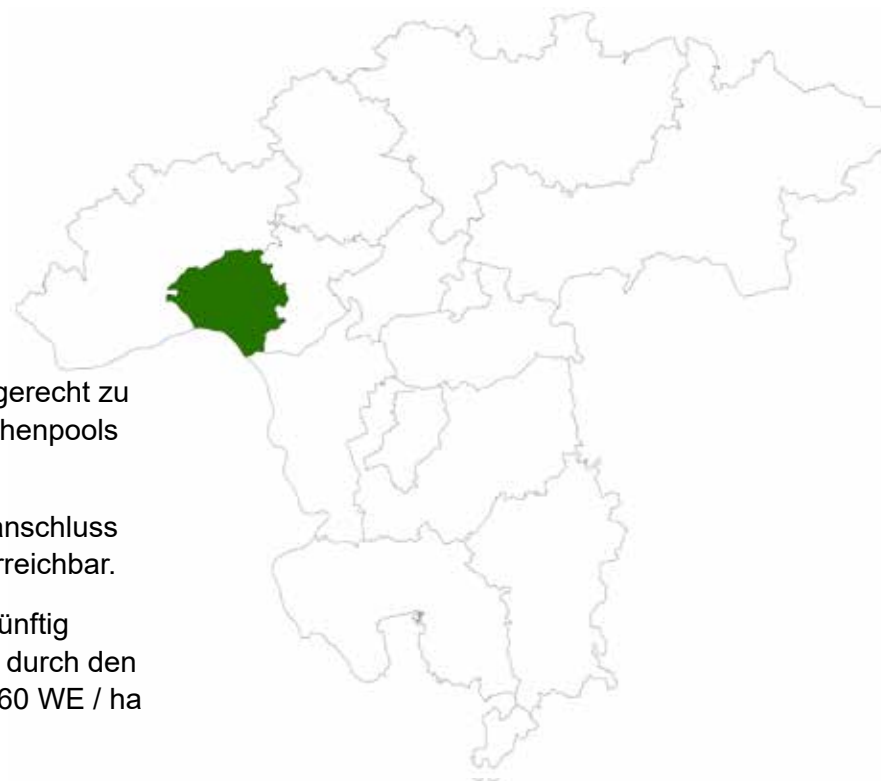 gerecht zu
henpools
anschluss
rreichbar.
ünftig
durch den
60 WE / ha